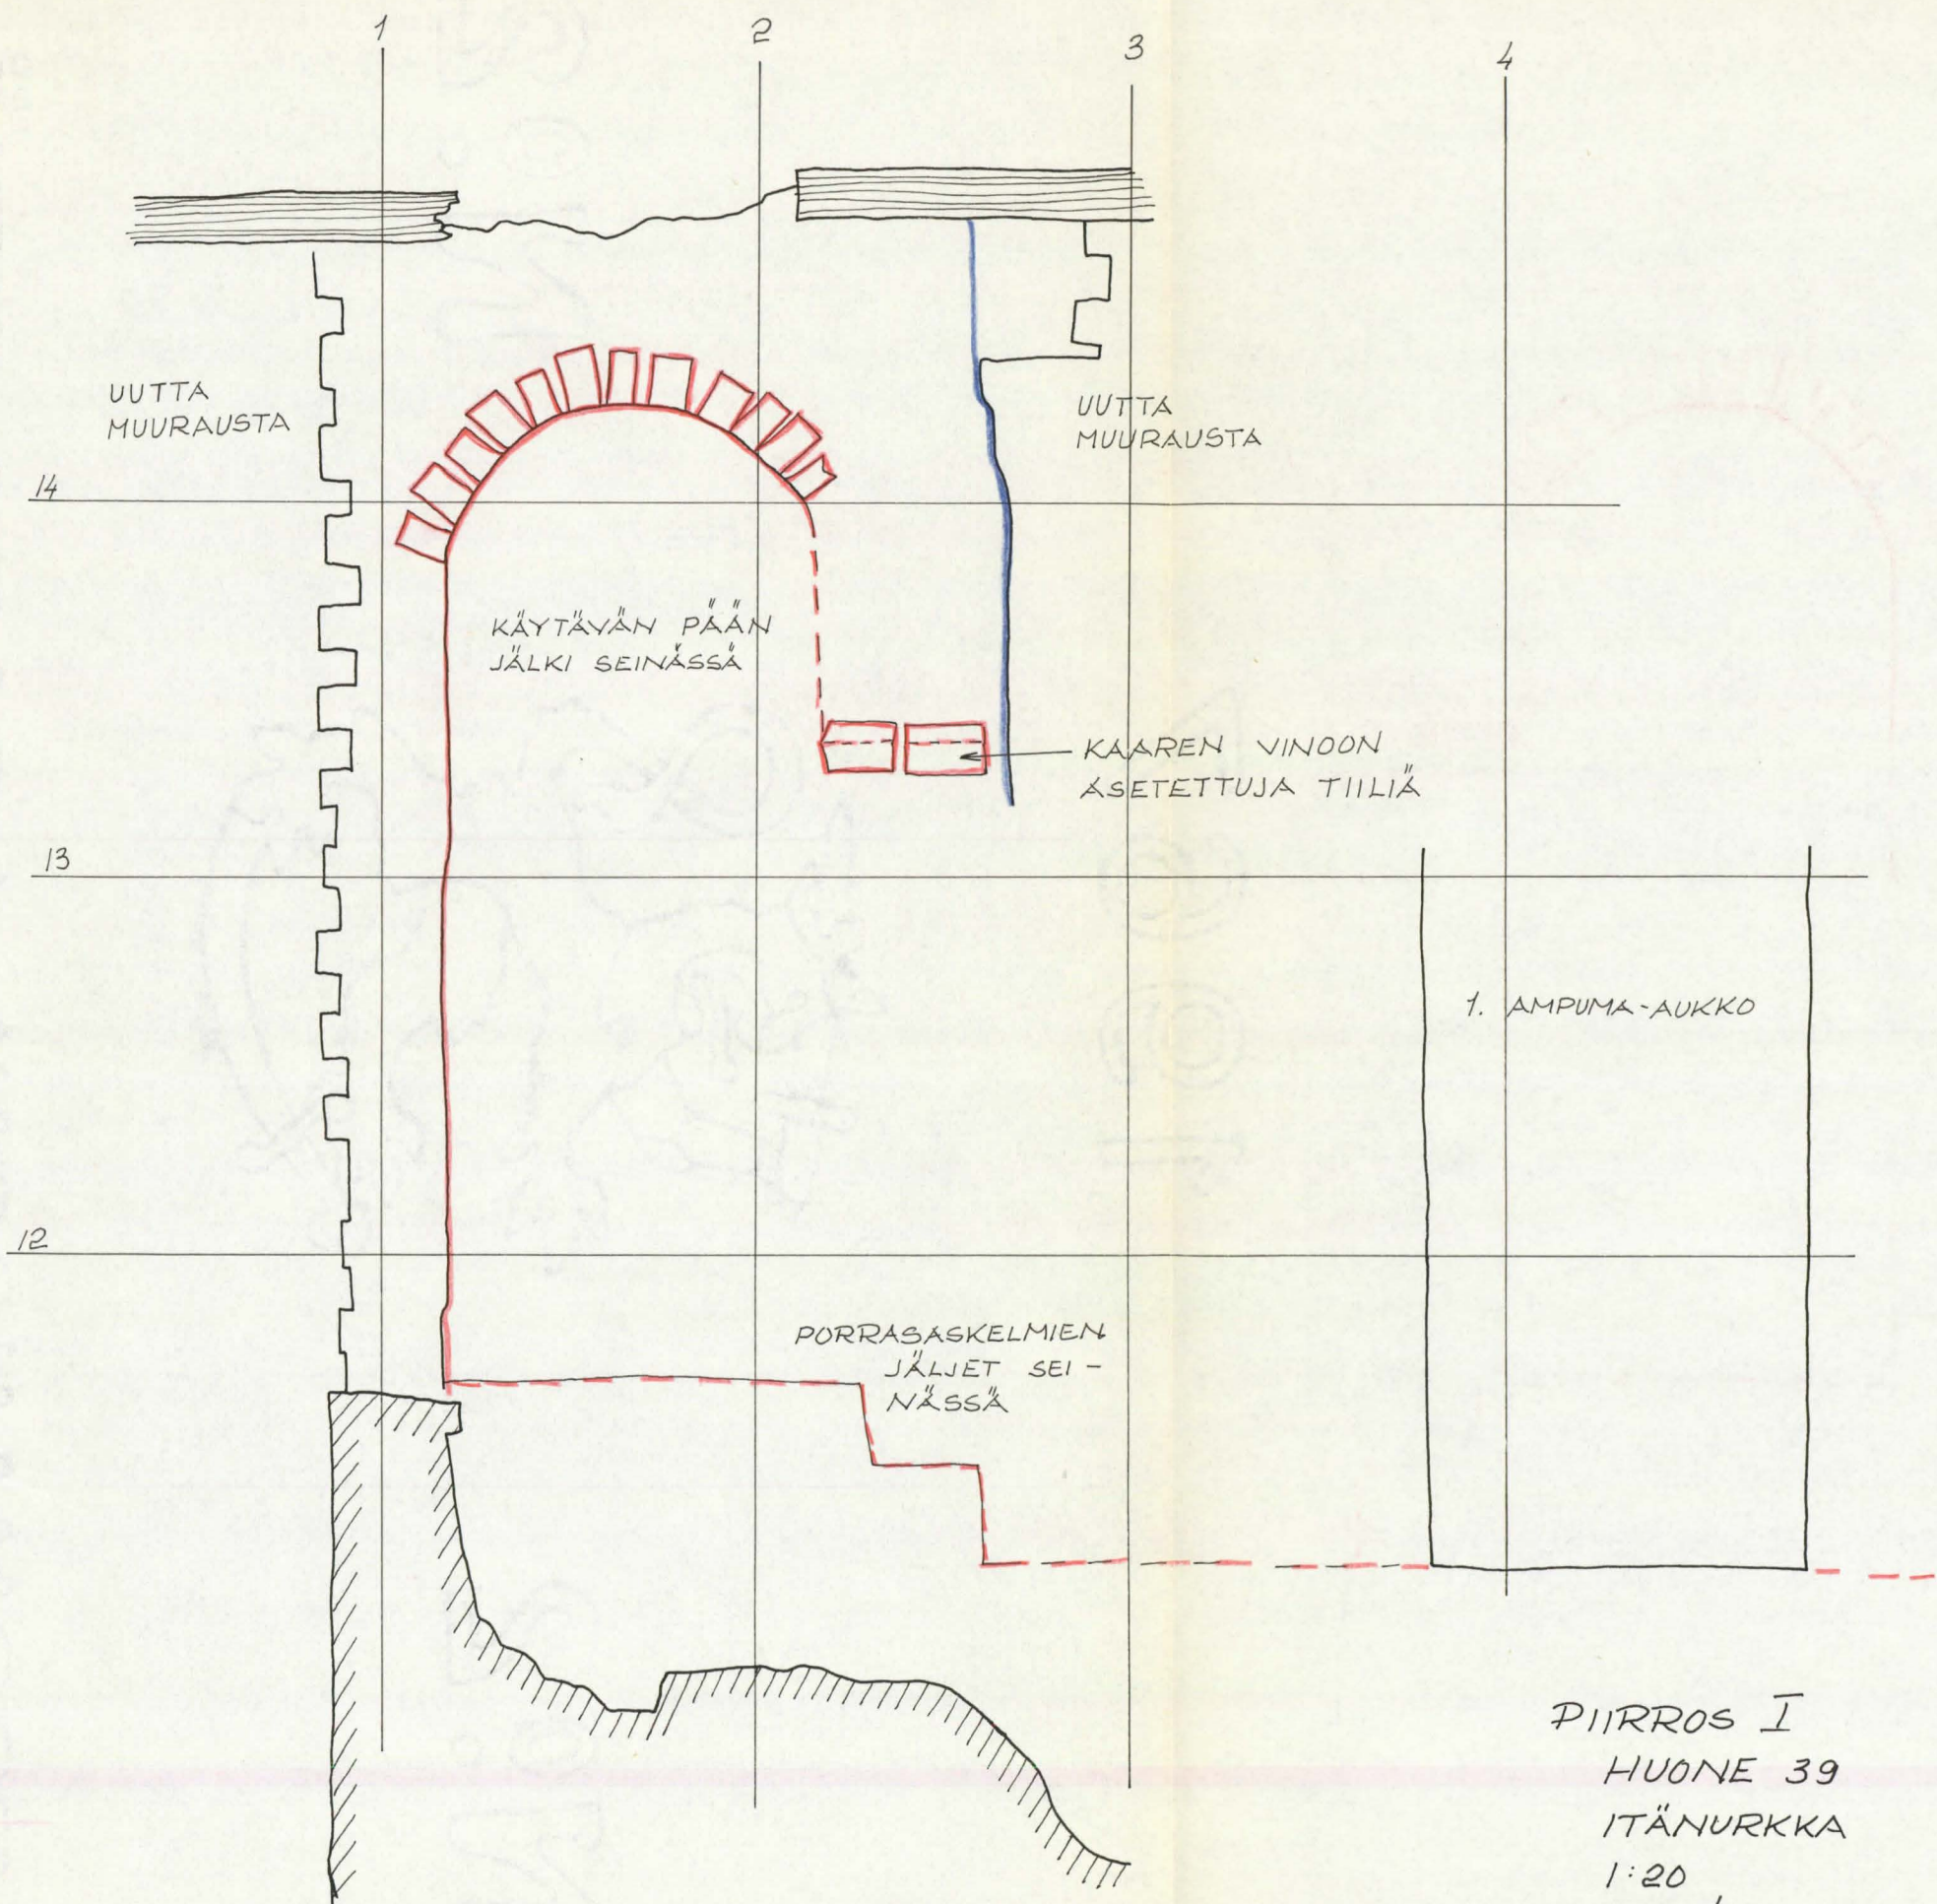 1
2
3
4
UUTTA
MUURAUSTA
UUTTA
MUURAUSTA
14
KÄYTÄVÄN PÄÄN
JÄLKI SEINÄSSÄ
KAAREN VINOON
ASETETTUJA TIILIÄ
13
1. AMPUMA-AUKKO
12
PORRASASKELMIEN
JÄLJET SEI-
NÄSSÄ
PIIRROS I
HUONE 39
ITÄNURKKA
1:20